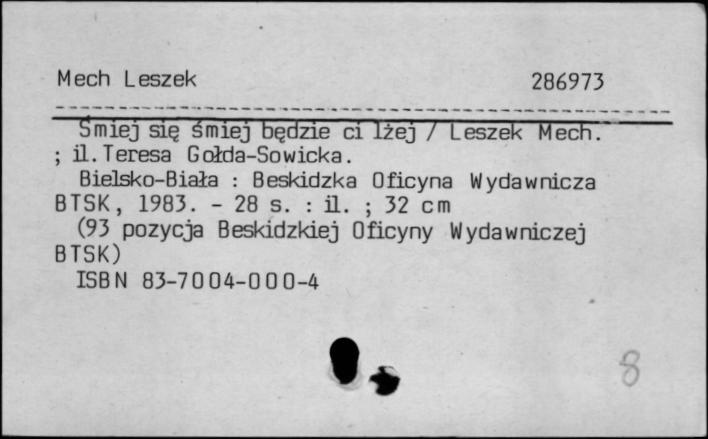 Mech Leszek 286973
Śmiej się śmiej będzie ci lżej / Leszek Mech.
; il. Teresa Gołda-Sowicka.
Bielsko-Biała : Beskidzka Oficyna Wydawnicza
BTSK, 1983. - 28 s. : il. ; 32 cm
(93 pozycja Beskidzkiej Oficyny Wydawniczej
BTSK)
ISBN 83-7004-000-4
8